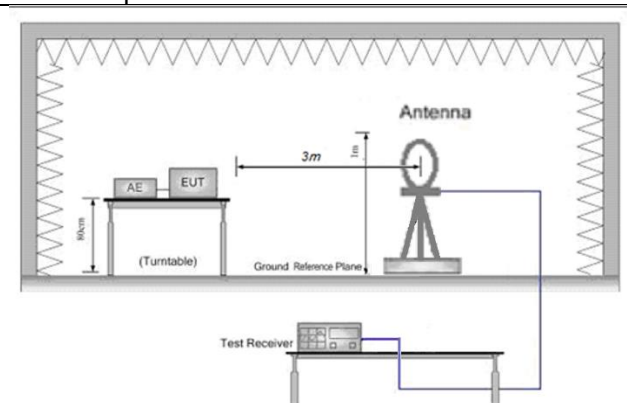 Antenna
3m
1m
AE
EUT
80cm
(Turntable)
Ground Reference Plane
Test Receiver